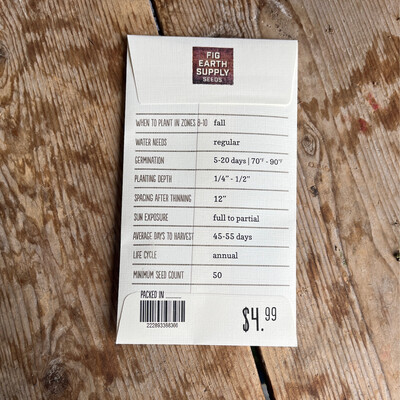 FIG
EARTH
SUPPLY
SEEDS
WHEN TO PLANT IN ZONES 8-10 fall
WATER NEEDS regular
GERMINATION 5-20 days | 70°F - 90°F
PLANTING DEPTH 1/4" - 1/2"
SPACING AFTER THINNING 12"
SUN EXPOSURE full to partial
AVERAGE DAYS TO HARVEST 45-55 days
LIFE CYCLE annual
MINIMUM SEED COUNT 50
PACKED IN
222893368366
$4.99